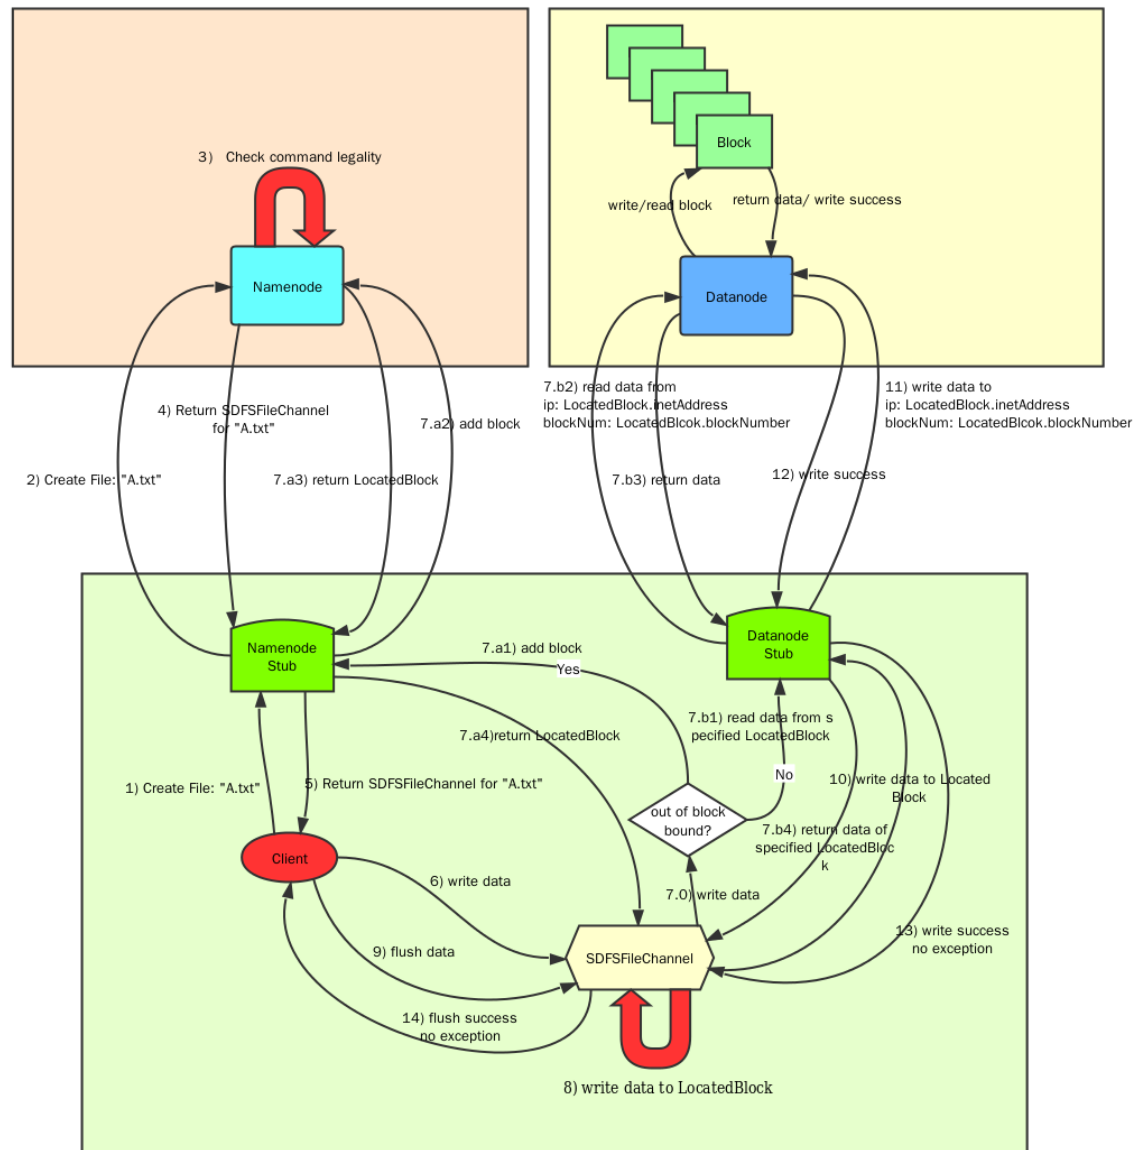 3) Check command legality
Namenode
Block
write/read block
return data/ write success
Datanode
4) Return SDFSFileChannel
for "A.txt"
7.a2) add block
2) Create File: "A.txt"
7.a3) return LocatedBlock
7.b2) read data from
ip: LocatedBlock.inetAddress
blockNum: LocatedBlcok.blockNumber
11) write data to
ip: LocatedBlock.inetAddress
blockNum: LocatedBlcok.blockNumber
7.b3) return data
12) write success
Namenode
Stub
7.a1) add block
Yes
Datanode
Stub
7.b1) read data from s
pecified LocatedBlock
7.a4)return LocatedBlock
No
1) Create File: "A.txt"
5) Return SDFSFileChannel for "A.txt"
10) write data to Located
Block
out of block
bound?
7.b4) return data of
specified LocatedBloc
k
Client
6) write data
7.0) write data
9) flush data
SDFSFileChannel
13) write success
no exception
14) flush success
no exception
8) write data to LocatedBlock